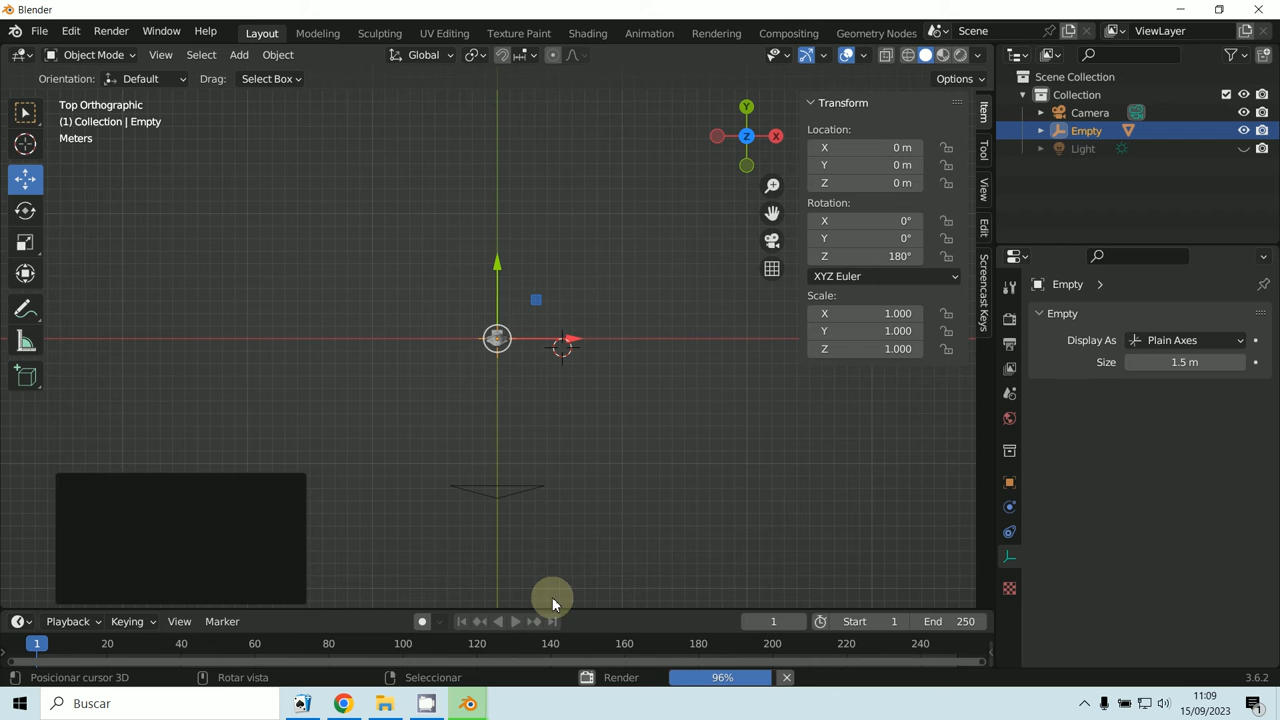 Blender
File Edit Render Window Help Layout Modeling Sculpting UV Editing Texture Paint Shading Animation Rendering Compositing Geometry Nodes Scene ViewLayer
Object Mode View Select Add Object Global
Orientation: Default Drag: Select Box Options
Top Orthographic
(1) Collection | Empty
Meters
Y
Z
X
Transform
Location:
X 0 m
Y 0 m
Z 0 m
Rotation:
X 0°
Y 0°
Z 180°
XYZ Euler
Scale:
X 1.000
Y 1.000
Z 1.000
Item
Tool
View
Edit
Screencast Keys
Scene Collection
Collection
Camera
Empty
Light
Empty
Empty
Display As Plain Axes
Size 1.5 m
Playback Keying View Marker 1 Start 1 End 250
1 20 40 60 80 100 120 140 160 180 200 220 240
Posicionar cursor 3D Rotar vista Seleccionar Render 96% 3.6.2
Buscar
11:09
15/09/2023
1